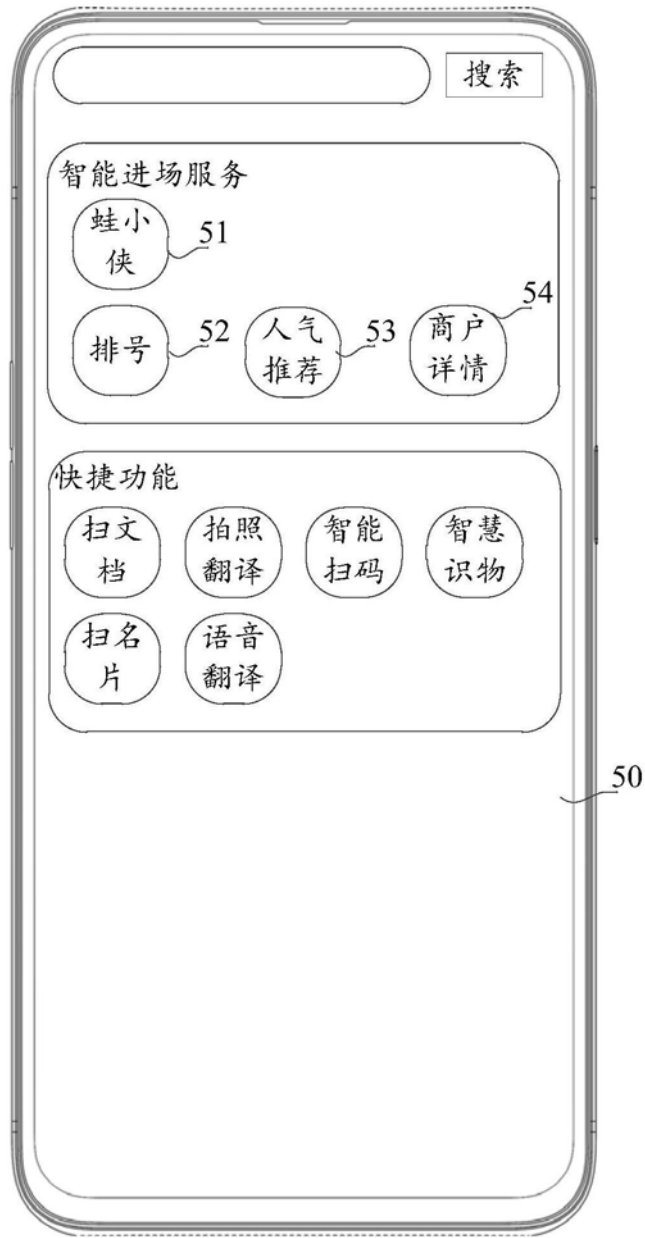 搜索
智能进场服务
蛙小
侠
51
排号
52
人气
推荐
53
商户
详情
54
快捷功能
扫文
档
拍照
翻译
智能
扫码
智慧
识物
扫名
片
语音
翻译
50